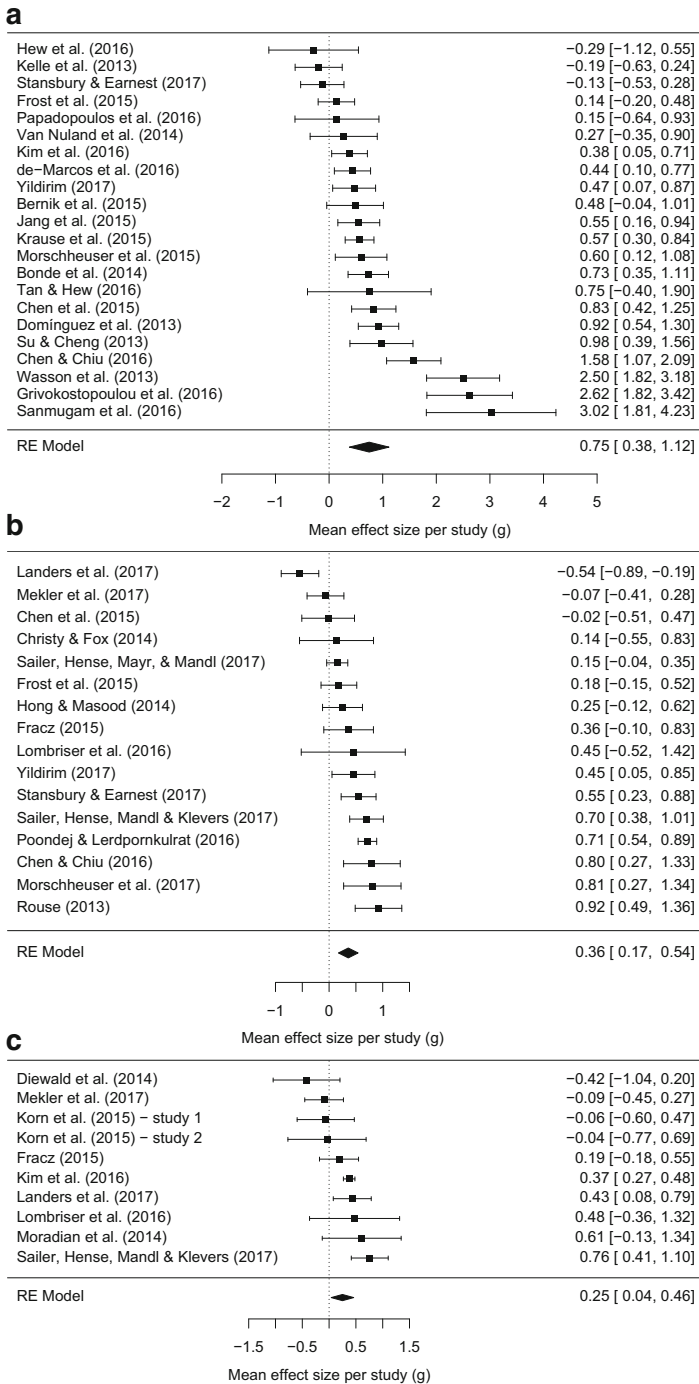 a
Hew et al. (2016) −0.29 [−1.12, 0.55]
Kelle et al. (2013) −0.19 [−0.63, 0.24]
Stansbury & Earnest (2017) −0.13 [−0.53, 0.28]
Frost et al. (2015) 0.14 [−0.20, 0.48]
Papadopoulos et al. (2016) 0.15 [−0.64, 0.93]
Van Nuland et al. (2014) 0.27 [−0.35, 0.90]
Kim et al. (2016) 0.38 [ 0.05, 0.71]
de−Marcos et al. (2016) 0.44 [ 0.10, 0.77]
Yildirim (2017) 0.47 [ 0.07, 0.87]
Bernik et al. (2015) 0.48 [−0.04, 1.01]
Jang et al. (2015) 0.55 [ 0.16, 0.94]
Krause et al. (2015) 0.57 [ 0.30, 0.84]
Morschheuser et al. (2015) 0.60 [ 0.12, 1.08]
Bonde et al. (2014) 0.73 [ 0.35, 1.11]
Tan & Hew (2016) 0.75 [−0.40, 1.90]
Chen et al. (2015) 0.83 [ 0.42, 1.25]
Domínguez et al. (2013) 0.92 [ 0.54, 1.30]
Su & Cheng (2013) 0.98 [ 0.39, 1.56]
Chen & Chiu (2016) 1.58 [ 1.07, 2.09]
Wasson et al. (2013) 2.50 [ 1.82, 3.18]
Grivokostopoulou et al. (2016) 2.62 [ 1.82, 3.42]
Sanmugam et al. (2016) 3.02 [ 1.81, 4.23]
RE Model 0.75 [ 0.38, 1.12]
−2 −1 0 1 2 3 4 5
Mean effect size per study (g)
b
Landers et al. (2017) −0.54 [−0.89, −0.19]
Mekler et al. (2017) −0.07 [−0.41, 0.28]
Chen et al. (2015) −0.02 [−0.51, 0.47]
Christy & Fox (2014) 0.14 [−0.55, 0.83]
Sailer, Hense, Mayr, & Mandl (2017) 0.15 [−0.04, 0.35]
Frost et al. (2015) 0.18 [−0.15, 0.52]
Hong & Masood (2014) 0.25 [−0.12, 0.62]
Fracz (2015) 0.36 [−0.10, 0.83]
Lombriser et al. (2016) 0.45 [−0.52, 1.42]
Yildirim (2017) 0.45 [ 0.05, 0.85]
Stansbury & Earnest (2017) 0.55 [ 0.23, 0.88]
Sailer, Hense, Mandl & Klevers (2017) 0.70 [ 0.38, 1.01]
Poondej & Lerdpornkulrat (2016) 0.71 [ 0.54, 0.89]
Chen & Chiu (2016) 0.80 [ 0.27, 1.33]
Morschheuser et al. (2017) 0.81 [ 0.27, 1.34]
Rouse (2013) 0.92 [ 0.49, 1.36]
RE Model 0.36 [ 0.17, 0.54]
−1 0 1
Mean effect size per study (g)
c
Diewald et al. (2014) −0.42 [−1.04, 0.20]
Mekler et al. (2017) −0.09 [−0.45, 0.27]
Korn et al. (2015) − study 1 −0.06 [−0.60, 0.47]
Korn et al. (2015) − study 2 −0.04 [−0.77, 0.69]
Fracz (2015) 0.19 [−0.18, 0.55]
Kim et al. (2016) 0.37 [ 0.27, 0.48]
Landers et al. (2017) 0.43 [ 0.08, 0.79]
Lombriser et al. (2016) 0.48 [−0.36, 1.32]
Moradian et al. (2014) 0.61 [−0.13, 1.34]
Sailer, Hense, Mandl & Klevers (2017) 0.76 [ 0.41, 1.10]
RE Model 0.25 [ 0.04, 0.46]
−1.5 −0.5 0.5 1.5
Mean effect size per study (g)